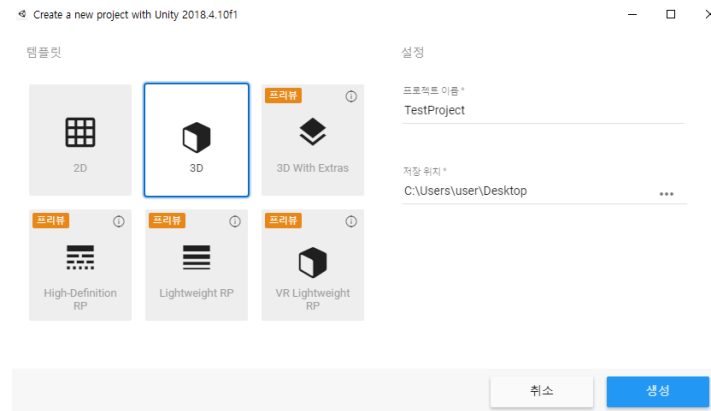 Create a new project with Unity 2018.4.10f1
템플릿
2D
3D
프리뷰
3D With Extras
프리뷰
High-Definition
RP
프리뷰
Lightweight RP
프리뷰
VR Lightweight
RP
설정
프로젝트 이름 *
TestProject
저장 위치 *
C:\Users\user\Desktop
취소
생성